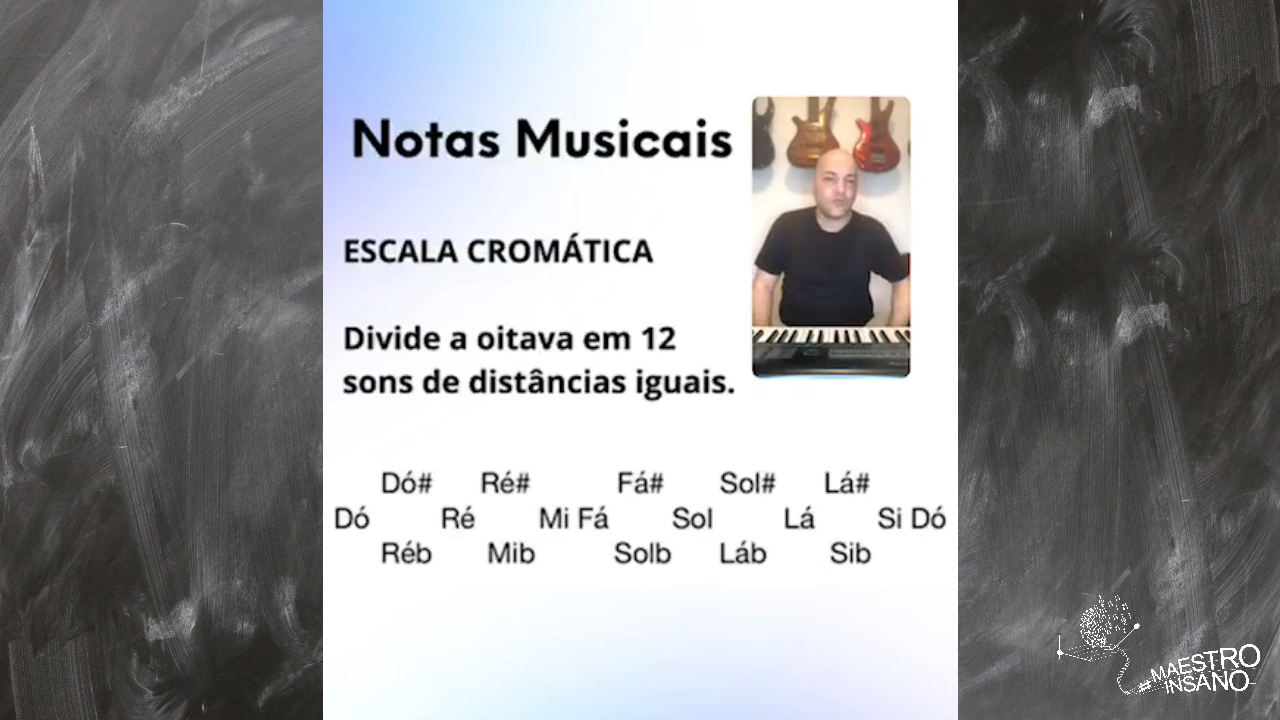 Notas Musicais
ESCALA CROMÁTICA
Divide a oitava em 12
sons de distâncias iguais.
Dó# Ré# Fá# Sol# Lá#
Dó Ré Mi Fá Sol Lá Si Dó
Réb Mib Solb Láb Sib
#MAESTRO
INSANO